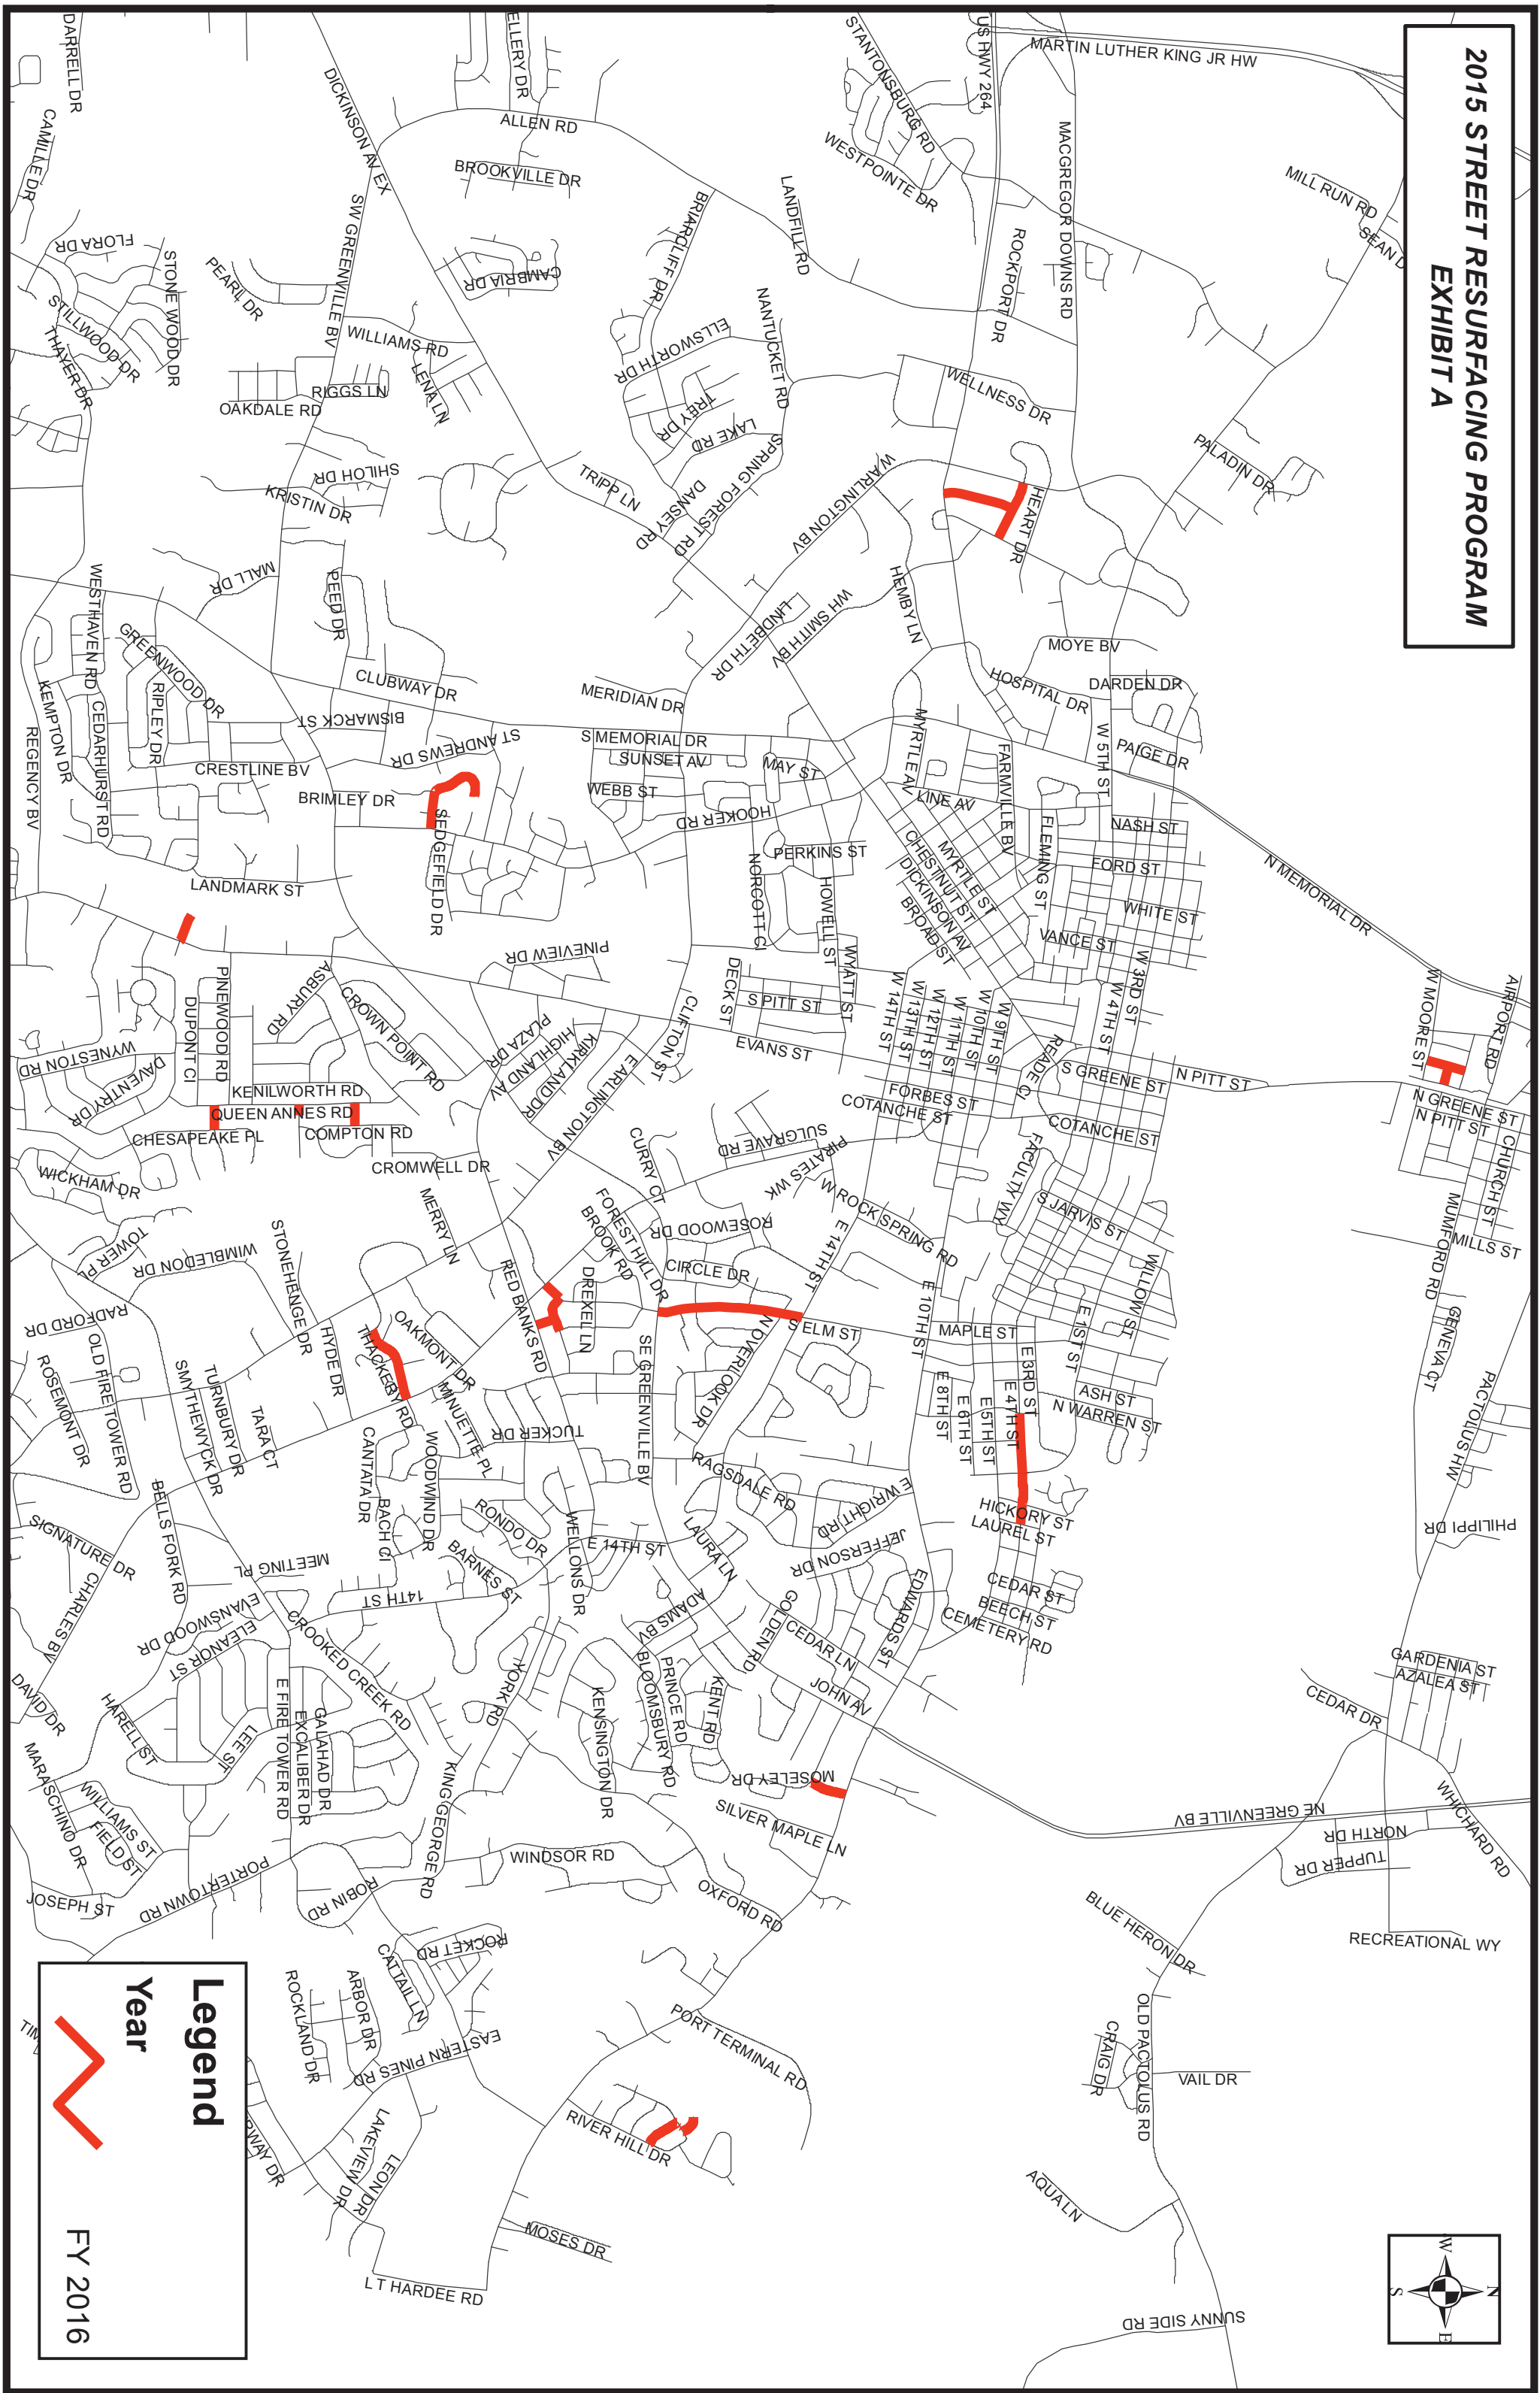 2015 STREET RESURFACING PROGRAM
EXHIBIT A
MARTIN LUTHER KING JR HW
US HWY 264
STANTONSBURG RD
ELLERY DR
DARRELL DR
CAMILLE DR
DICKINSON AV EX
ALLEN RD
BROOKVILLE DR
WESTPOINTE DR
MACGREGOR DOWNS RD
MILL RUN RD
SEAN D
LANDFILL RD
BRIARCLIFF DR
ROCKPORT DR
SW GREENVILLE BV
FLORA DR
STONE WOOD DR
PEARL DR
CAMBRIA DR
NANTUCKET RD
ELLSWORTH DR
STILLWOOD DR
THAYER DR
WILLIAMS RD
LENA LN
RIGGS LN
OAKDALE RD
TREY DR
LAKE RD
WELLNESS DR
SPRING FOREST RD
W ARLINGTON BV
PALADIN DR
SHILOH DR
KRISTIN DR
TRIPP LN
DANSEY RD
HEART DR
MALL DR
PEED DR
WESTHAVEN RD
GREENWOOD DR
HEMBY LN
WH SMITH BV
LINDBETH DR
MOYE BV
HOSPITAL DR
DARDEN DR
KEMPTON DR
CEDARHURST RD
RIPLEY DR
REGENCY BV
CLUBWAY DR
BISMARCK ST
MERIDIAN DR
ST ANDREWS DR
S MEMORIAL DR
SUNSET AV
MAY ST
MYRTLE AV
W 5TH ST
PAIGE DR
CRESTLINE BV
BRIMLEY DR
WEBB ST
HOOKER RD
LINE AV
FARMVILLE BV
FLEMING ST
NASH ST
SEDGEFIELD DR
PERKINS ST
NORCOTT CI
HOWELL ST
MYRTLE ST
CHESTNUT ST
DICKINSON AV
BROAD ST
FORD ST
WHITE ST
VANCE ST
N MEMORIAL DR
LANDMARK ST
PINEVIEW DR
WYATT ST
DECK ST
S PITT ST
W 3RD ST
W 4TH ST
W 14TH ST
W 13TH ST
W 12TH ST
W 11TH ST
W 10TH ST
W 9TH ST
READE CI
W MOORE ST
AIRPORT RD
ASBURY RD
CROWN POINT RD
PINEWOOD RD
DUPONT CI
PLAZA DR
HIGHLAND AV
KIRKLAND DR
CLIFTON ST
E ARLINGTON BV
EVANS ST
WYNESTON RD
DAVENTRY DR
KENILWORTH RD
QUEEN ANNES RD
CHESAPEAKE PL
COMPTON RD
CROMWELL DR
FORBES ST
COTANCHE ST
S GREENE ST
N PITT ST
COTANCHE ST
N GREENE ST
N PITT ST
CHURCH ST
WICKHAM DR
SULGRAVE RD
PIRATES WK
CURRY CT
FACULTY WY
S JARVIS ST
MERRY LN
TOWER PL
WIMBLEDON DR
STONEHENGE DR
FOREST HILL DR
BROOK RD
ROSEWOOD DR
W ROCK SPRING RD
E 14TH ST
CIRCLE DR
WILLOW ST
MUMFORD RD
MILLS ST
RED BANKS RD
DREXEL LN
RADFORD DR
OLD FIRE TOWER RD
ROSEMONT DR
HYDE DR
THACKERY RD
OAKMONT DR
N OVERLOOK DR
S ELM ST
E 10TH ST
MAPLE ST
E 1ST ST
E 3RD ST
E 4TH ST
E 5TH ST
E 6TH ST
E 8TH ST
GENEVA CT
PACTOLUS HW
SMYTHEWYCK DR
TURNBURY DR
TARA CT
MINUETTE PL
SE GREENVILLE BV
ASH ST
N WARREN ST
TUCKER DR
CANTATA DR
WOODWIND DR
BACH CI
RAGSDALE RD
E WRIGHT RD
HICKORY ST
LAUREL ST
BELLS FORK RD
SIGNATURE DR
RONDO DR
WELLONS DR
E 14TH ST
LAURA LN
JEFFERSON DR
PHILIPPI DR
MEETING PL
BARNES ST
14TH ST
CHARLES BV
EVANSWOOD DR
ELEANOR ST
CROOKED CREEK RD
ADAMS BV
GOLDEN RD
CEDAR LN
EDWARDS ST
CEDAR ST
BEECH ST
CEMETERY RD
DAVID DR
HARELL ST
LEE ST
E FIRE TOWER RD
EXCALIBER DR
GALAHAD DR
YORK RD
KENSINGTON DR
BLOOMSBURY RD
PRINCE RD
KENT RD
JOHN AV
GARDENIA ST
AZALEA ST
CEDAR DR
MARASCHINO DR
WILLIAMS ST
FIELD ST
KING GEORGE RD
MOSELEY DR
SILVER MAPLE LN
NE GREENVILLE BV
NORTH DR
TUPPER DR
WHICHARD RD
JOSEPH ST
PORTERTOWN RD
ROBIN RD
WINDSOR RD
OXFORD RD
BLUE HERON DR
RECREATIONAL WY
ROCKET RD
CATTAIL LN
ARBOR DR
ROCKLAND DR
EASTERN PINES RD
PORT TERMINAL RD
OLD PACTOLUS RD
CRAIG DR
VAIL DR
RIVER HILL DR
LAKEVIEW DR
LEON DR
RWAY DR
TIM
AQUA LN
MOSES DR
L T HARDEE RD
SUNNY SIDE RD
Legend
Year
FY 2016
N
W
E
S